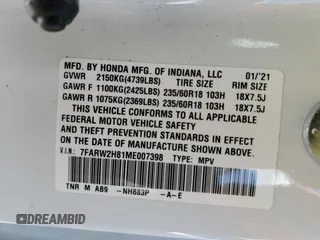 MFD. BY HONDA MFG. OF INDIANA, LLC 01/'21
GVWR 2150KG(4739LBS) TIRE SIZE RIM SIZE
GAWR F 1100KG(2425LBS) 235/60R18 103H 18X7.5J
GAWR R 1075KG(2369LBS) 235/60R18 103H 18X7.5J
THIS VEHICLE CONFORMS TO ALL APPLICABLE
FEDERAL MOTOR VEHICLE SAFETY AND
THEFT PREVENTION STANDARDS IN EFFECT ON
THE DATE OF MANUFACTURE SHOWN ABOVE.
V.I.N.: 7FARW2H81ME007398 TYPE: MPV
TNR M AB9 -NH883P -A-E
DREAMBID